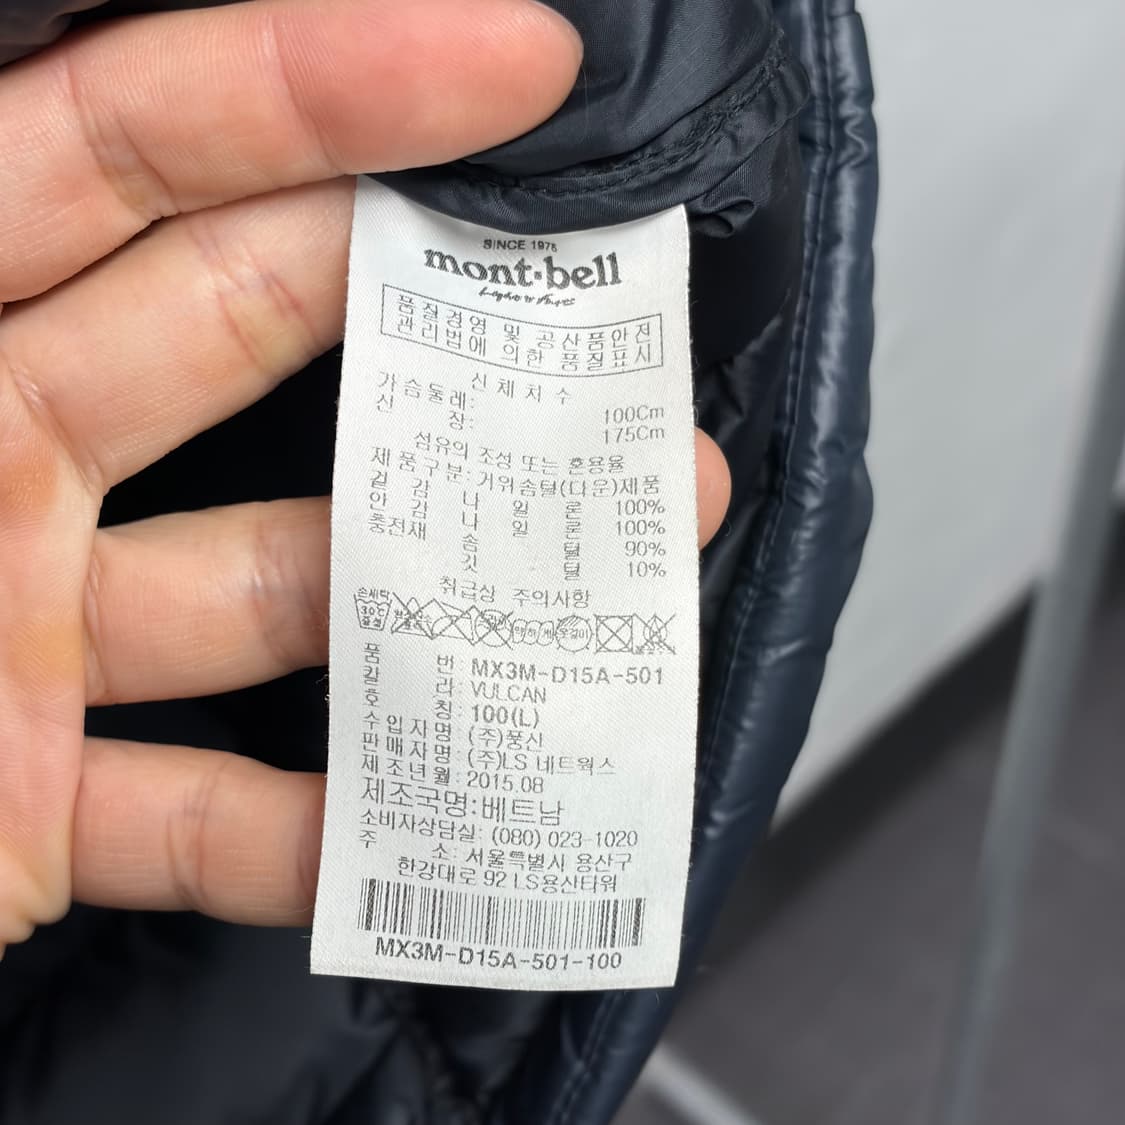 SINCE 1975
mont·bell
품질경영 및 공산품안전
관리법에 의한 품질표시
신체치수
가슴둘레: 100Cm
신장: 175Cm
섬유의 조성 또는 혼용율
제품구분: 거위솜털(다운)제품
겉감 나일론 100%
안감 나일론 100%
충전재 솜털 90%
깃털 10%
취급상 주의사항
손세탁
30℃
옷걸이
품번: MX3M-D15A-501
칼라: VULCAN
호칭: 100(L)
수입자명: (주)풍신
판매자명: (주)LS 네트웍스
제조년월: 2015.08
제조국명:베트남
소비자상담실: (080) 023-1020
주소: 서울특별시 용산구
한강대로 92 LS용산타워
MX3M-D15A-501-100